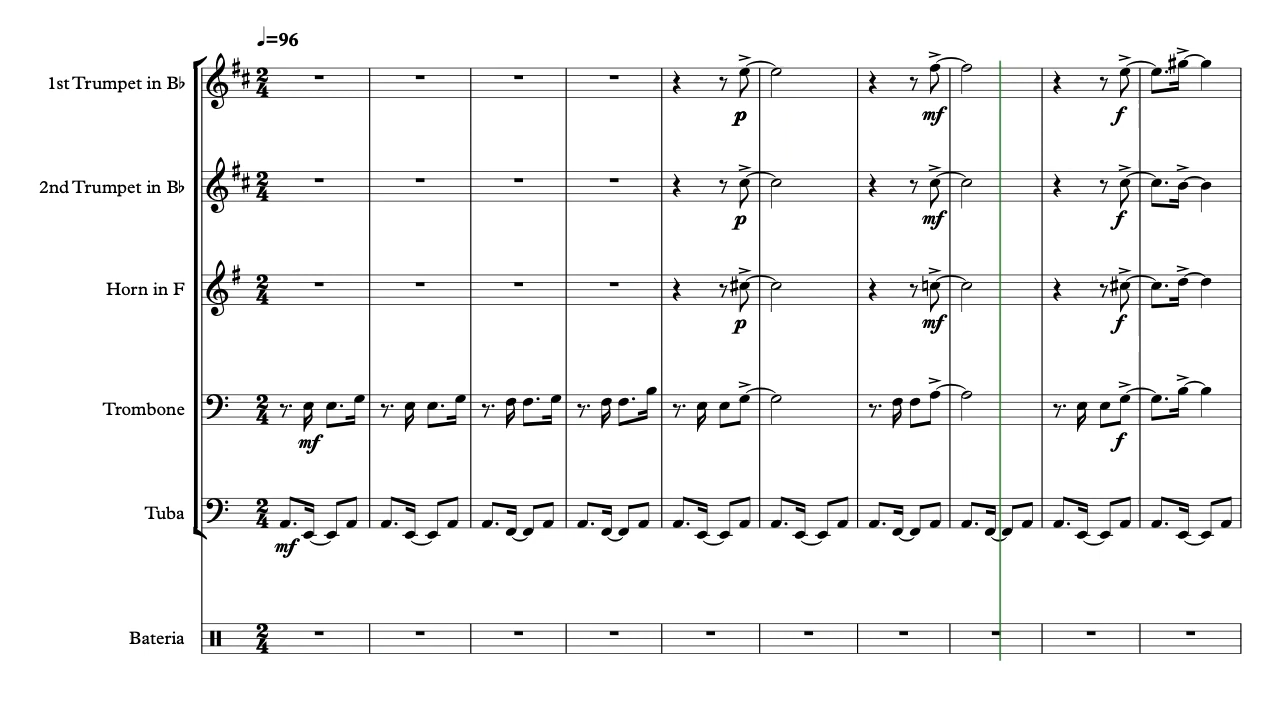 ♩=96
1st Trumpet in B♭
p mf f
2nd Trumpet in B♭
p mf f
Horn in F
p mf f
Trombone
mf f
Tuba
mf
Bateria